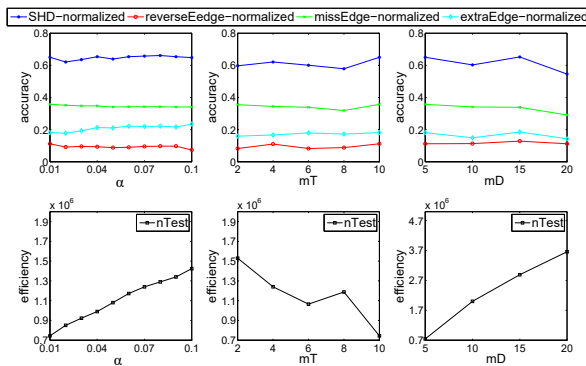 SHD-normalized reverseEedge-normalized missEdge-normalized extraEdge-normalized
0.8 0.8 0.8
0.6 0.6 0.6
0.4 0.4 0.4
0.2 0.2 0.2
0 0 0
accuracy accuracy accuracy
0.01 0.04 0.07 0.1 2 4 6 8 10 5 10 15 20
α mT mD
x 10^6 x 10^6 x 10^6
nTest nTest nTest
1.9 1.9 4.7
1.7 1.7
1.5 1.5 3.7
1.3 1.3 2.7
1.1 1.1
0.9 0.9 1.7
0.7 0.7 0.7
efficiency efficiency efficiency
0.01 0.04 0.07 0.1 2 4 6 8 10 5 10 15 20
α mT mD